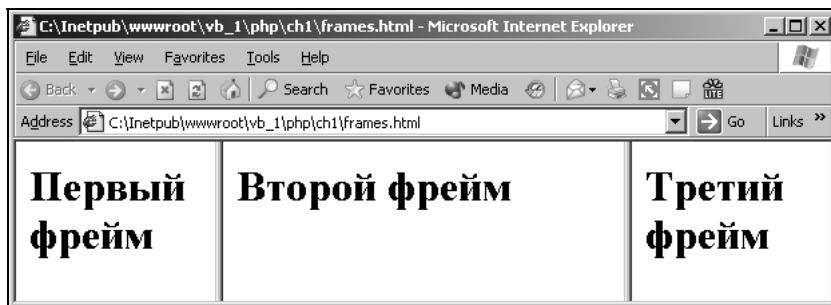 C:\Inetpub\wwwroot\vb_1\php\ch1\frames.html - Microsoft Internet Explorer
File Edit View Favorites Tools Help
Back Search Favorites Media
Address C:\Inetpub\wwwroot\vb_1\php\ch1\frames.html Go Links »
Первый
фрейм
Второй фрейм
Третий
фрейм